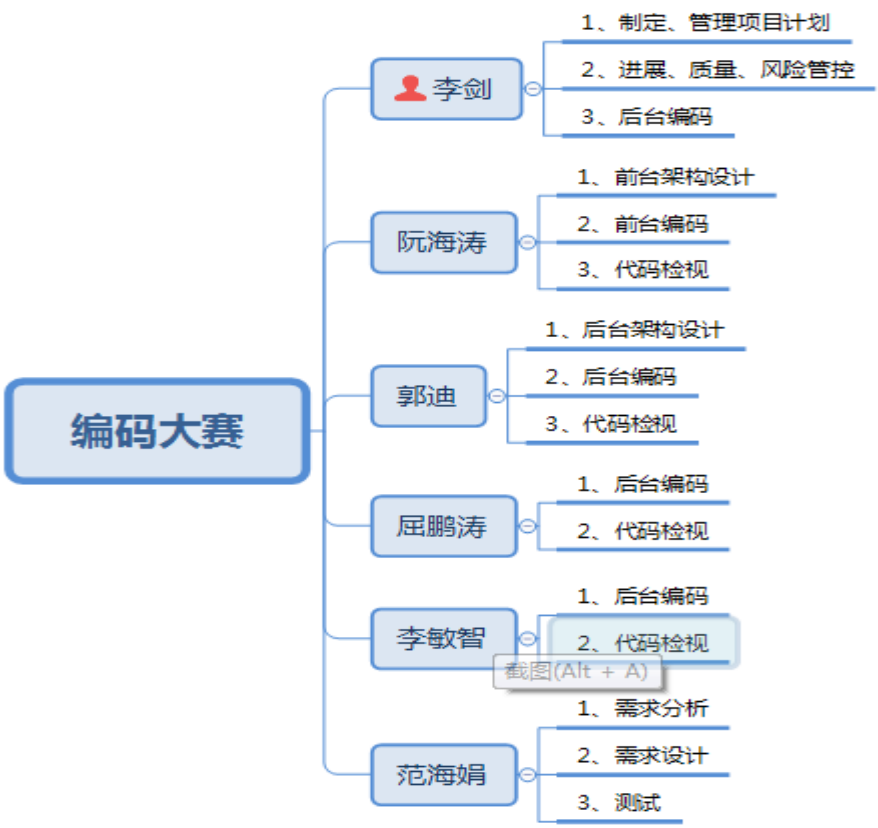 编码大赛
李剑
1、制定、管理项目计划
2、进展、质量、风险管控
3、后台编码
阮海涛
1、前台架构设计
2、前台编码
3、代码检视
郭迪
1、后台架构设计
2、后台编码
3、代码检视
屈鹏涛
1、后台编码
2、代码检视
李敏智
1、后台编码
2、代码检视
截图(Alt + A)
范海娟
1、需求分析
2、需求设计
3、测试